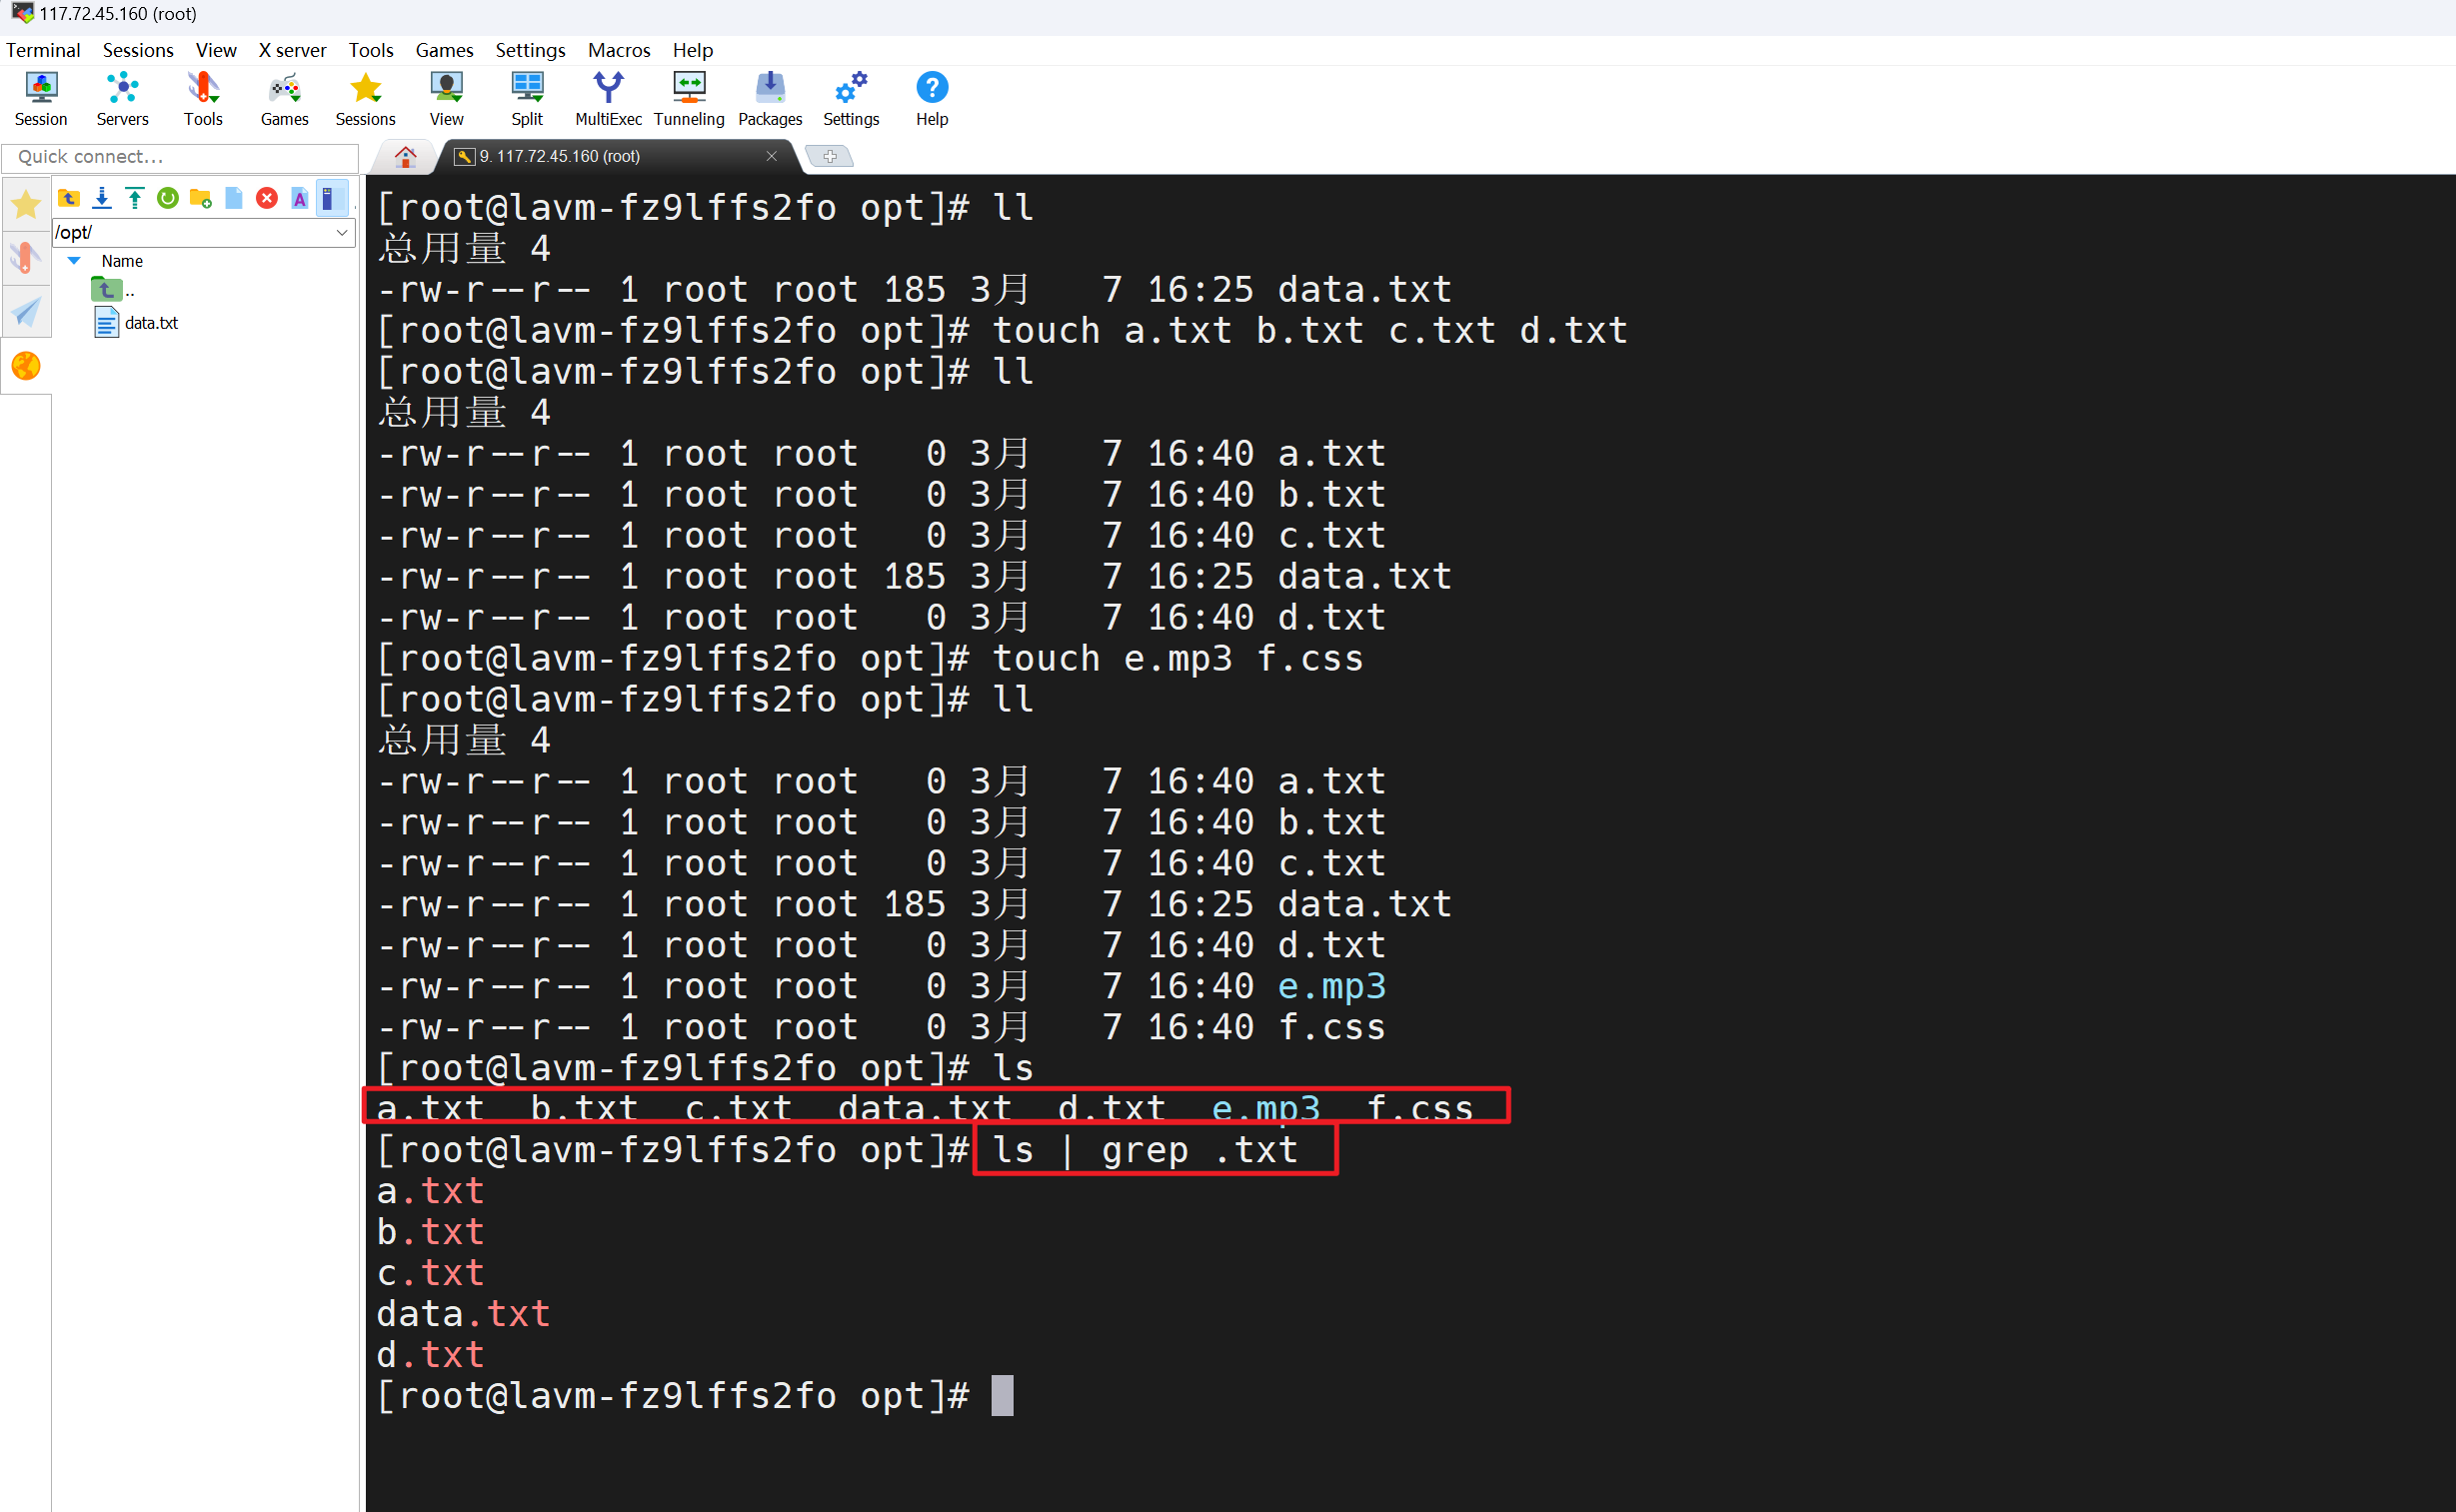 117.72.45.160 (root)
Terminal Sessions View X server Tools Games Settings Macros Help
Session Servers Tools Games Sessions View Split MultiExec Tunneling Packages Settings Help
Quick connect...
9. 117.72.45.160 (root)
/opt/
Name
..
data.txt
[root@lavm-fz9lffs2fo opt]# ll
总用量 4
-rw-r--r-- 1 root root 185 3月   7 16:25 data.txt
[root@lavm-fz9lffs2fo opt]# touch a.txt b.txt c.txt d.txt
[root@lavm-fz9lffs2fo opt]# ll
总用量 4
-rw-r--r-- 1 root root   0 3月   7 16:40 a.txt
-rw-r--r-- 1 root root   0 3月   7 16:40 b.txt
-rw-r--r-- 1 root root   0 3月   7 16:40 c.txt
-rw-r--r-- 1 root root 185 3月   7 16:25 data.txt
-rw-r--r-- 1 root root   0 3月   7 16:40 d.txt
[root@lavm-fz9lffs2fo opt]# touch e.mp3 f.css
[root@lavm-fz9lffs2fo opt]# ll
总用量 4
-rw-r--r-- 1 root root   0 3月   7 16:40 a.txt
-rw-r--r-- 1 root root   0 3月   7 16:40 b.txt
-rw-r--r-- 1 root root   0 3月   7 16:40 c.txt
-rw-r--r-- 1 root root 185 3月   7 16:25 data.txt
-rw-r--r-- 1 root root   0 3月   7 16:40 d.txt
-rw-r--r-- 1 root root   0 3月   7 16:40 e.mp3
-rw-r--r-- 1 root root   0 3月   7 16:40 f.css
[root@lavm-fz9lffs2fo opt]# ls
a.txt  b.txt  c.txt  data.txt  d.txt  e.mp3  f.css
[root@lavm-fz9lffs2fo opt]# ls | grep .txt
a.txt
b.txt
c.txt
data.txt
d.txt
[root@lavm-fz9lffs2fo opt]#